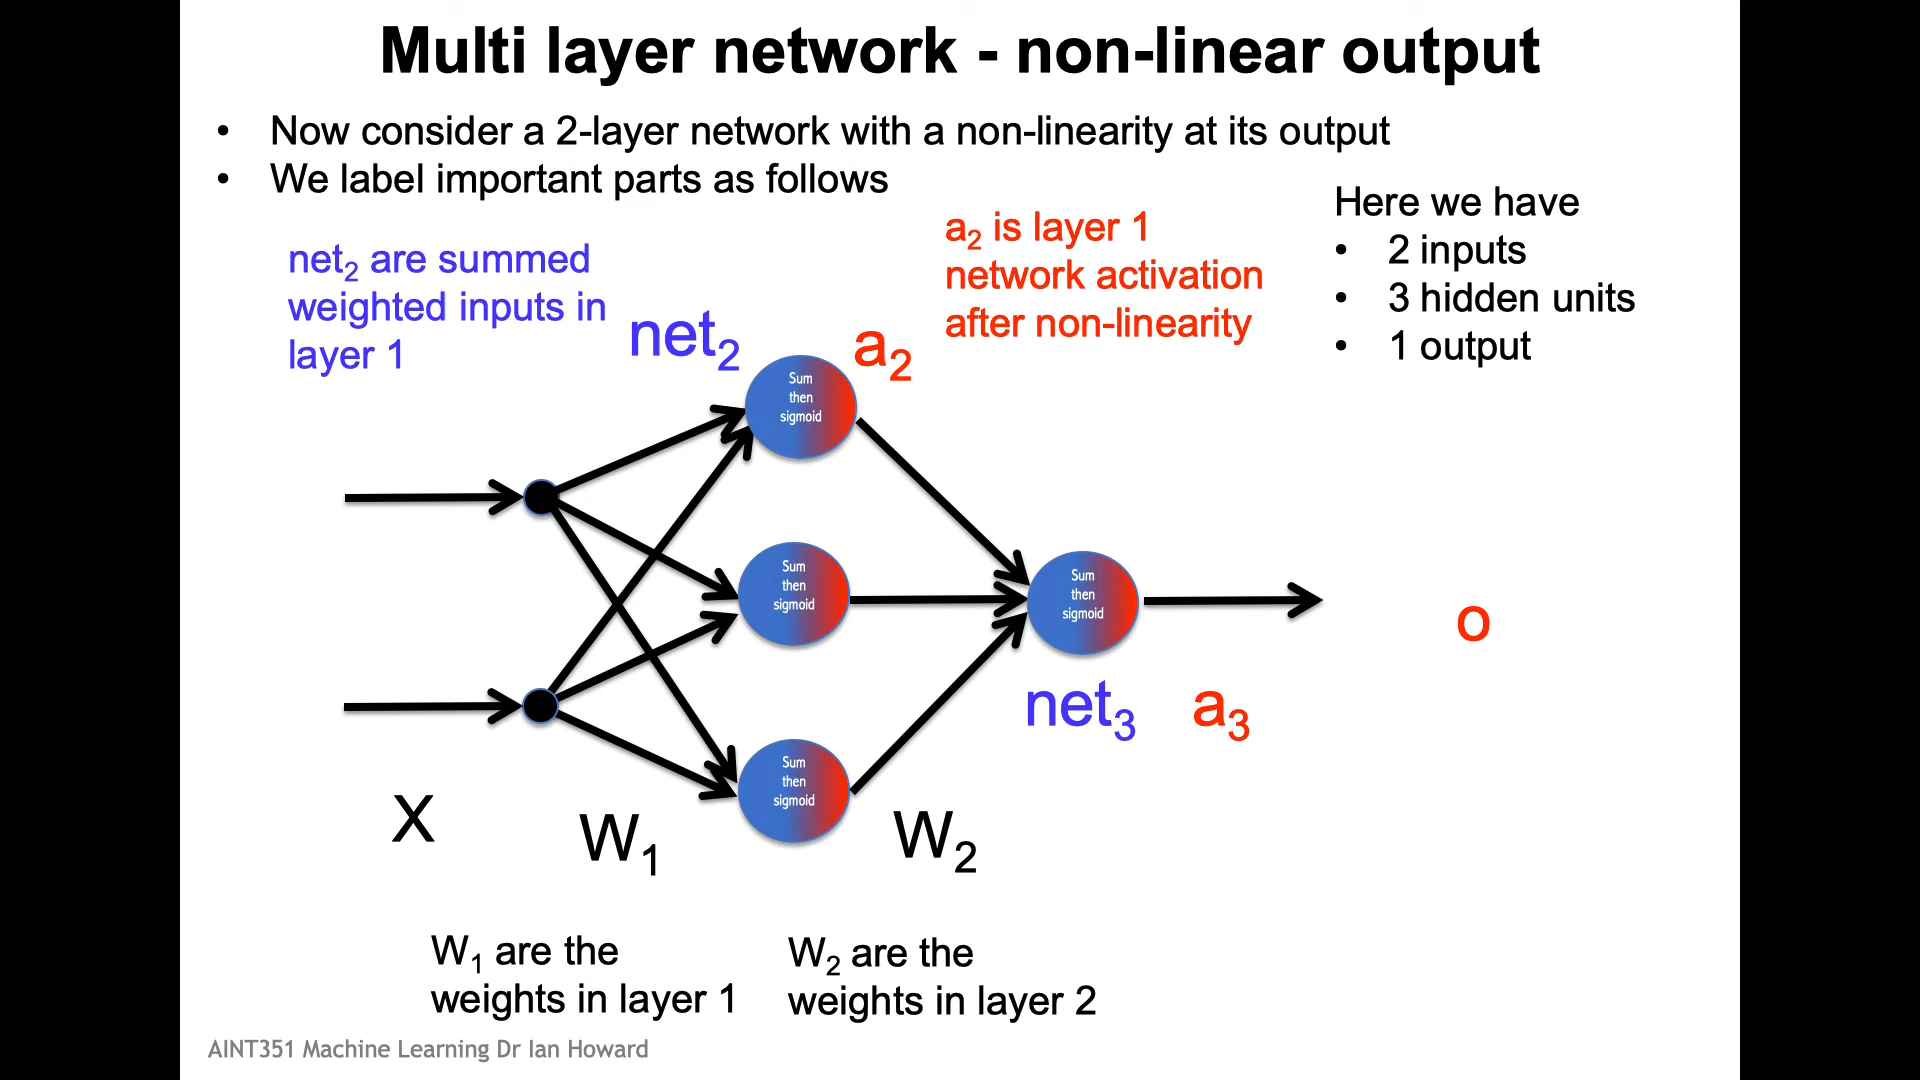 Multi layer network - non-linear output
• Now consider a 2-layer network with a non-linearity at its output
• We label important parts as follows
net₂ are summed
weighted inputs in
layer 1
a₂ is layer 1
network activation
after non-linearity
Here we have
• 2 inputs
• 3 hidden units
• 1 output
net₂
a₂
Sum
then
sigmoid
Sum
then
sigmoid
Sum
then
sigmoid
Sum
then
sigmoid
o
net₃
a₃
X
W₁
W₂
W₁ are the
weights in layer 1
W₂ are the
weights in layer 2
AINT351 Machine Learning Dr Ian Howard